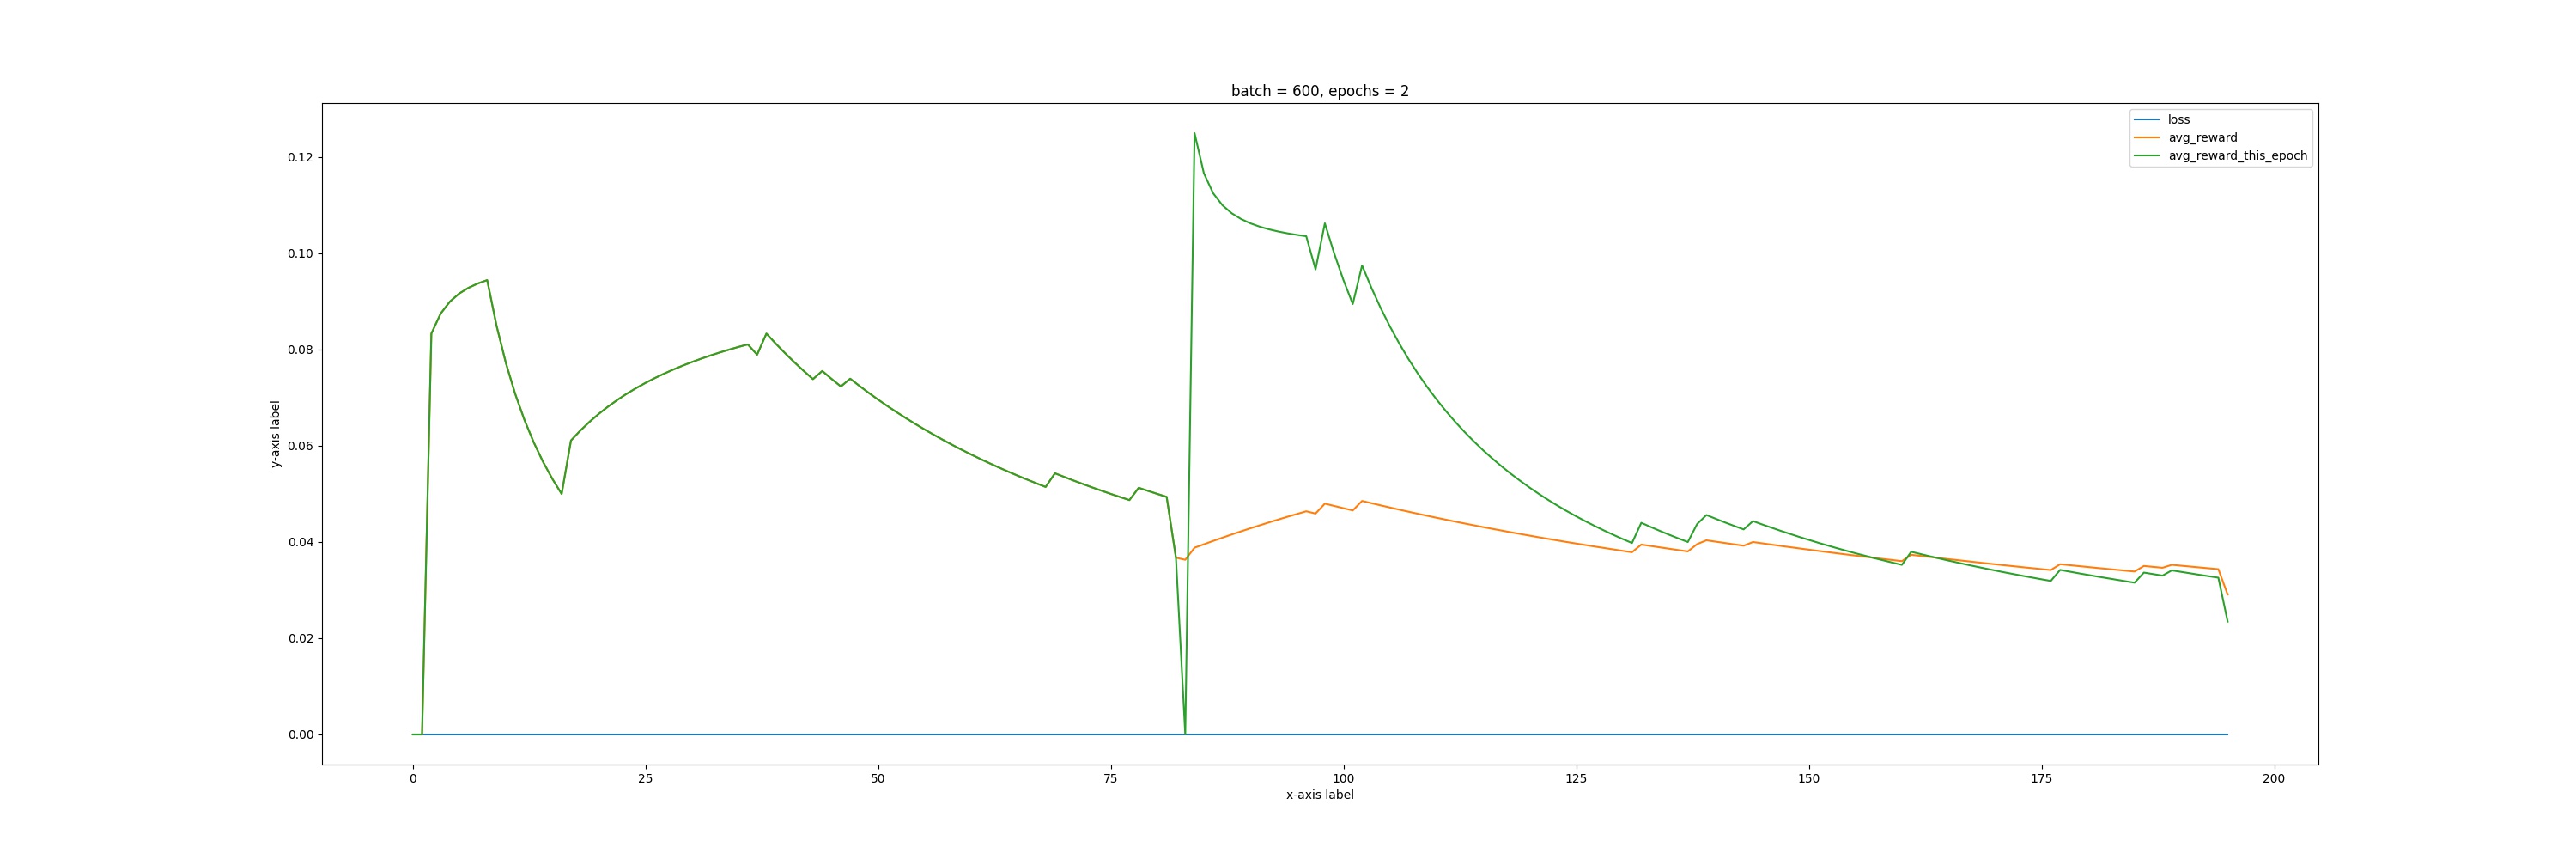 batch = 600, epochs = 2
loss
avg_reward
avg_reward_this_epoch
y-axis label
0.12
0.10
0.08
0.06
0.04
0.02
0.00
0 25 50 75 100 125 150 175 200
x-axis label